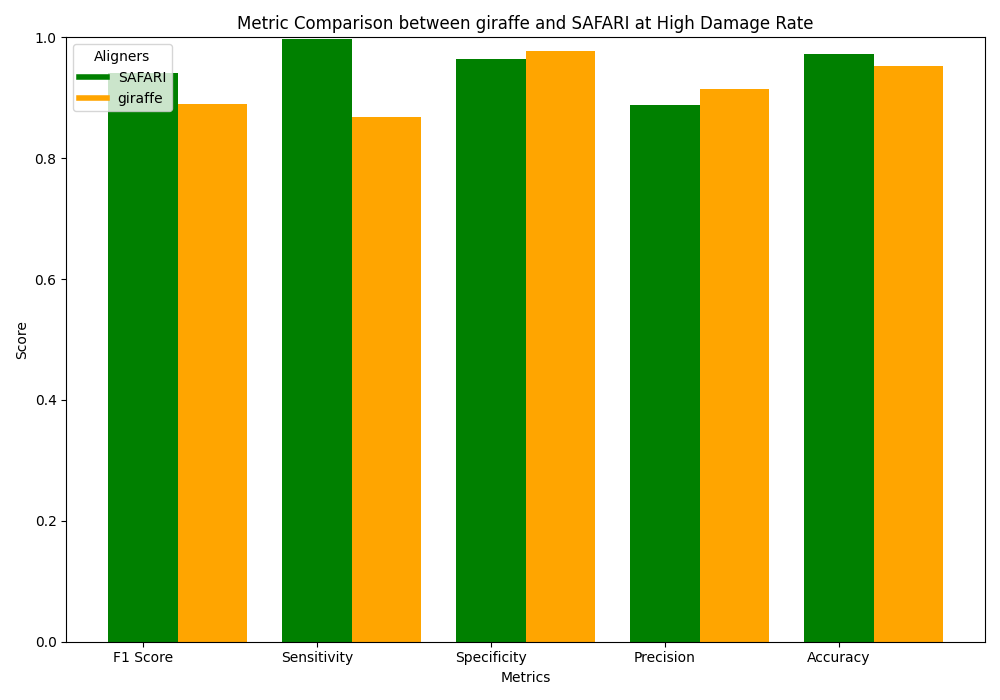 Metric Comparison between giraffe and SAFARI at High Damage Rate
Aligners
SAFARI
giraffe
1.0
0.8
0.6
0.4
0.2
0.0
Score
F1 Score Sensitivity Specificity Precision Accuracy
Metrics